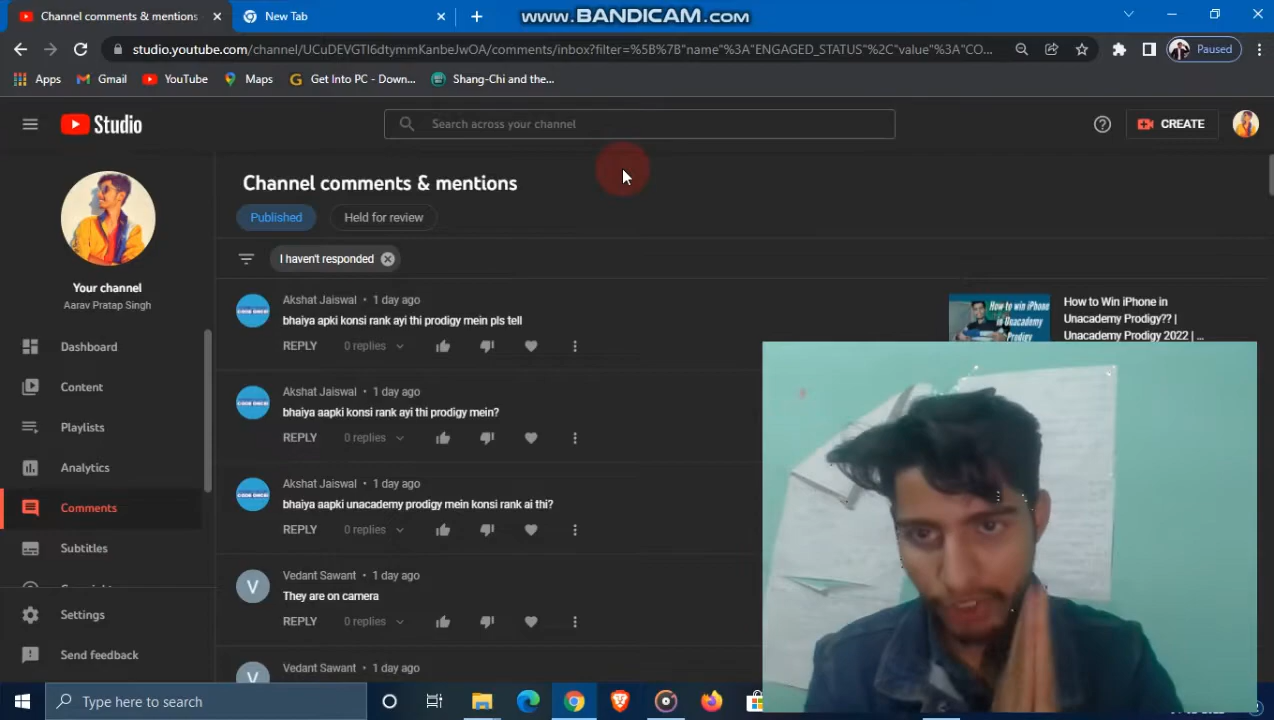 Channel comments & mentions
New Tab
www.BANDICAM.com
studio.youtube.com/channel/UCuDEVGTI6dtymmKanbeJwOA/comments/inbox?filter=%5B%7B"name"%3A"ENGAGED_STATUS"%2C"value"%3A"CO...
Paused
Apps
Gmail
YouTube
Maps
Get Into PC - Down...
Shang-Chi and the...
Studio
Search across your channel
CREATE
Your channel
Aarav Pratap Singh
Dashboard
Content
Playlists
Analytics
Comments
Subtitles
Settings
Send feedback
Channel comments & mentions
Published
Held for review
I haven't responded
Akshat Jaiswal • 1 day ago
bhaiya apki konsi rank ayi thi prodigy mein pls tell
REPLY 0 replies
How to win iPhone
in Unacademy
Prodigy
How to Win iPhone in
Unacademy Prodigy?? |
Unacademy Prodigy 2022 | ...
Akshat Jaiswal • 1 day ago
bhaiya aapki konsi rank ayi thi prodigy mein?
REPLY 0 replies
Akshat Jaiswal • 1 day ago
bhaiya aapki unacademy prodigy mein konsi rank ai thi?
REPLY 0 replies
V
Vedant Sawant • 1 day ago
They are on camera
REPLY 0 replies
Vedant Sawant • 1 day ago
Type here to search